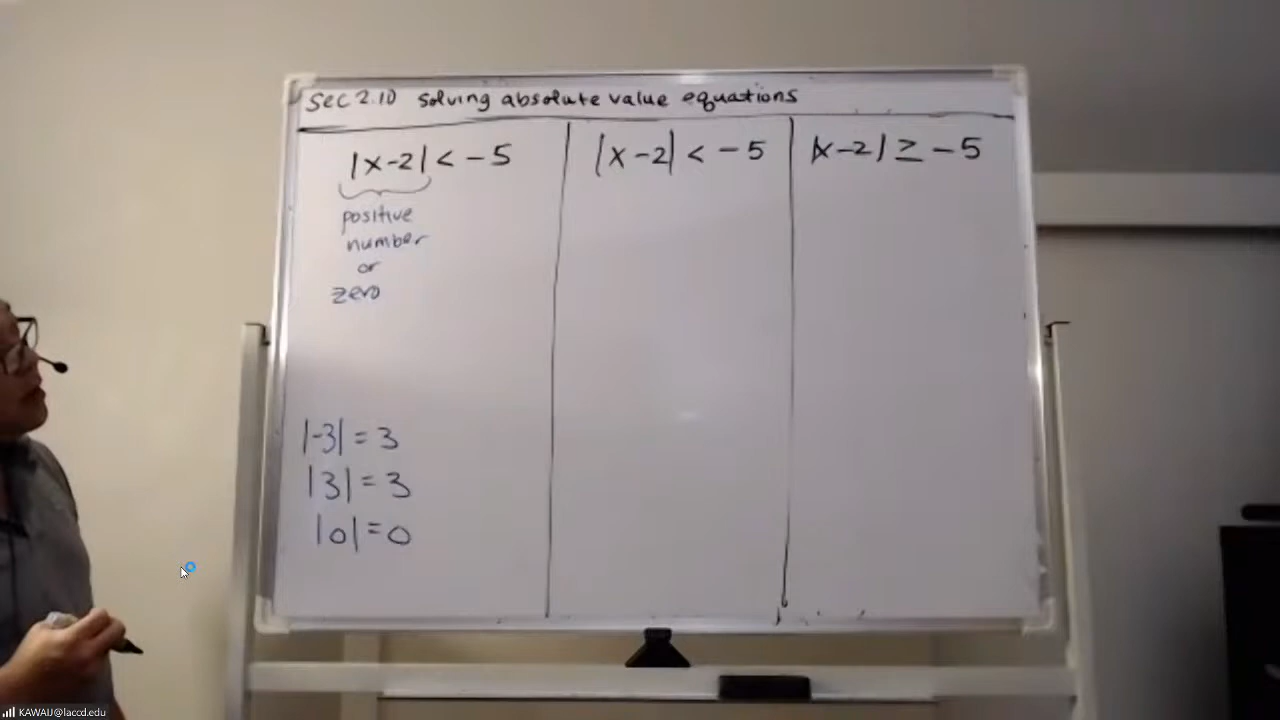 Sec 2.10 Solving absolute value equations
|x-2| < -5
positive
number
or
zero
|-3| = 3
|3| = 3
|0| = 0
|x-2| < -5
|x-2| ≥ -5
KAWAIJ@laccd.edu